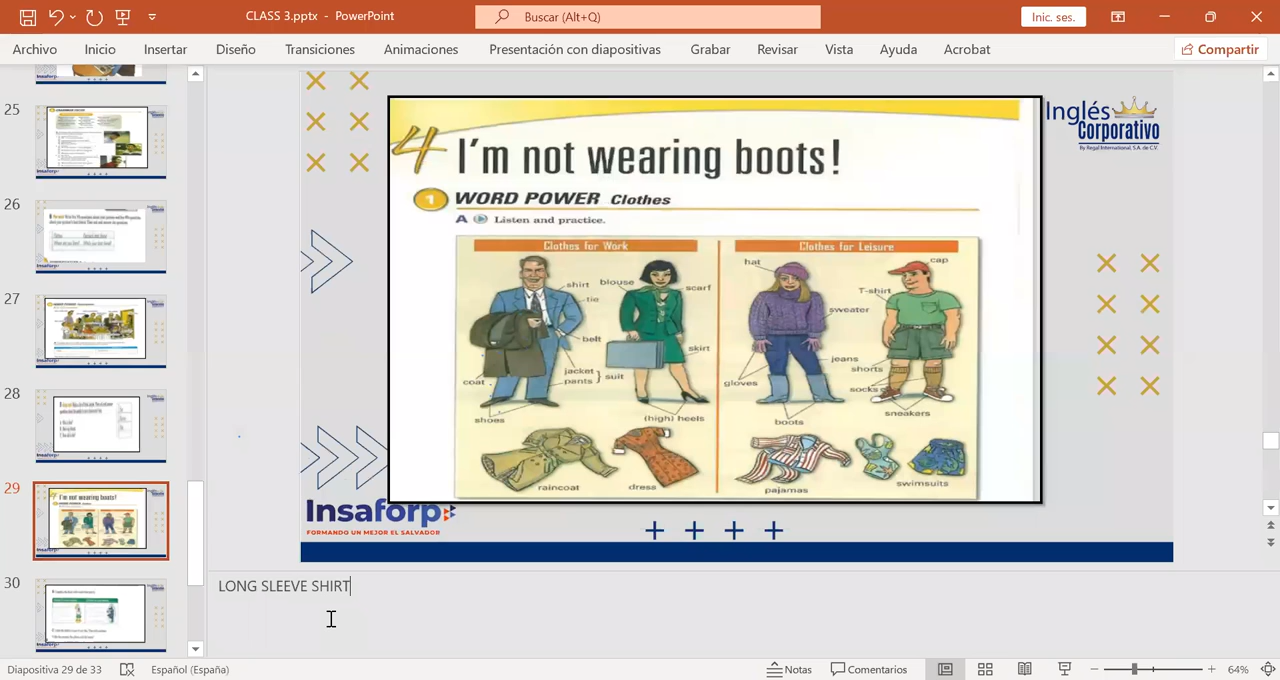 CLASS 3.pptx - PowerPoint
Buscar (Alt+Q)
Inic. ses.
Archivo Inicio Insertar Diseño Transiciones Animaciones Presentación con diapositivas Grabar Revisar Vista Ayuda Acrobat
Compartir
25
26
27
28
29
30
I'm not wearing boots!
4 I'm not wearing boots!
1 WORD POWER Clothes
A Listen and practice.
Clothes for Work
Clothes for Leisure
shirt
blouse
scarf
tie
belt
skirt
jacket
pants
suit
coat
shoes
(high) heels
raincoat
dress
hat
cap
T-shirt
sweater
jeans
shorts
gloves
socks
sneakers
boots
pajamas
swimsuits
Inglés
Corporativo
By Regal International, S.A. de C.V.
Insaforp
FORMANDO UN MEJOR EL SALVADOR
LONG SLEEVE SHIRT
Diapositiva 29 de 33
Español (España)
Notas
Comentarios
64%